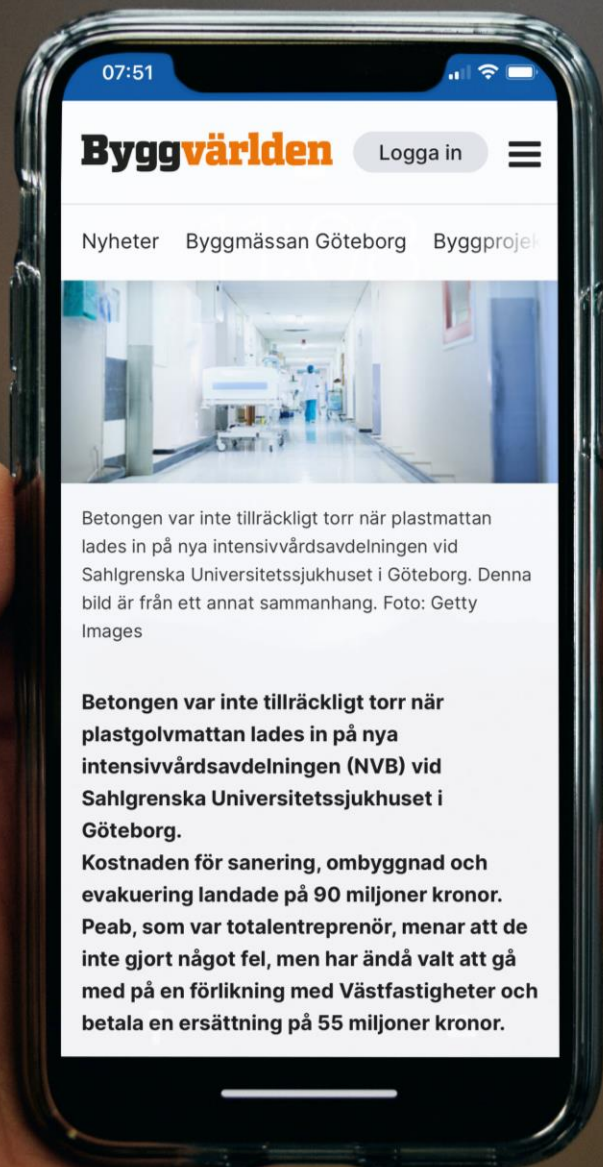 07:51
Byggvärlden Logga in
Nyheter Byggmässan Göteborg Byggproje
Betongen var inte tillräckligt torr när plastmattan
lades in på nya intensivvårdsavdelningen vid
Sahlgrenska Universitetssjukhuset i Göteborg. Denna
bild är från ett annat sammanhang. Foto: Getty
Images
Betongen var inte tillräckligt torr när
plastgolvmattan lades in på nya
intensivvårdsavdelningen (NVB) vid
Sahlgrenska Universitetssjukhuset i
Göteborg.
Kostnaden för sanering, ombyggnad och
evakuering landade på 90 miljoner kronor.
Peab, som var totalentreprenör, menar att de
inte gjort något fel, men har ändå valt att gå
med på en förlikning med Västfastigheter och
betala en ersättning på 55 miljoner kronor.